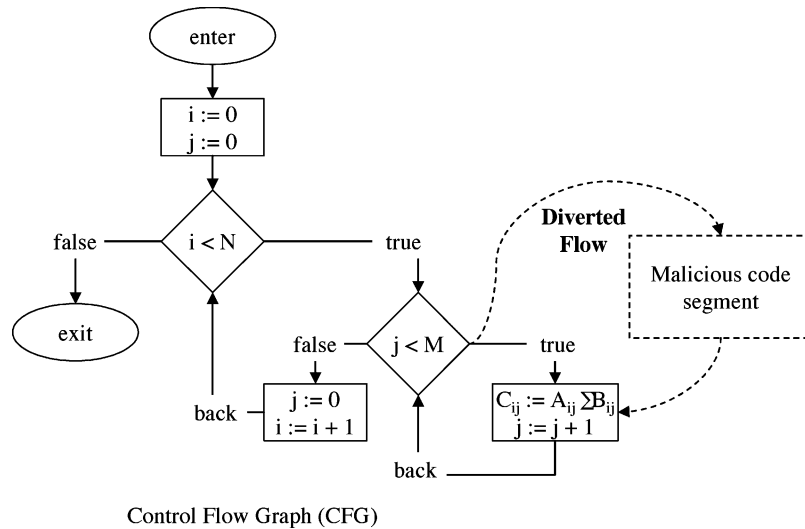 enter
i := 0
j := 0
i < N
false
true
exit
Diverted
Flow
Malicious code
segment
j < M
false
true
j := 0
i := i + 1
back
Cij := Aij ΣBij
j := j + 1
back
Control Flow Graph (CFG)